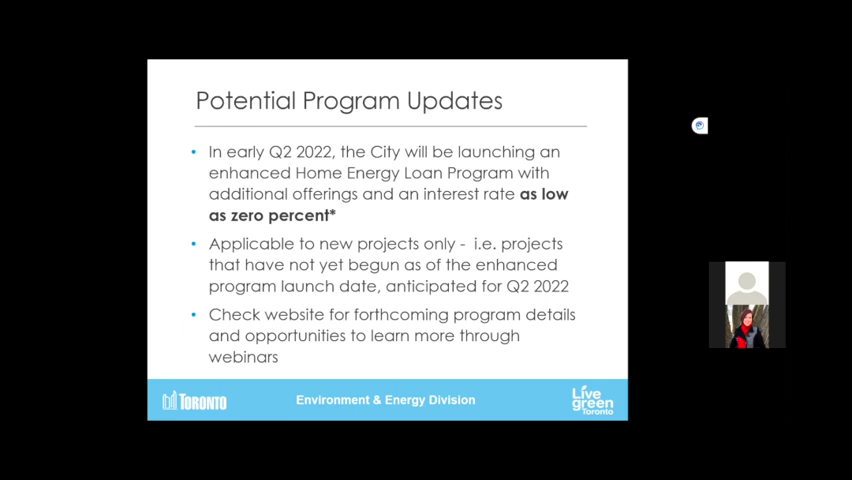 Potential Program Updates
• In early Q2 2022, the City will be launching an
enhanced Home Energy Loan Program with
additional offerings and an interest rate as low
as zero percent*
• Applicable to new projects only - i.e. projects
that have not yet begun as of the enhanced
program launch date, anticipated for Q2 2022
• Check website for forthcoming program details
and opportunities to learn more through
webinars
TORONTO
Environment & Energy Division
Live
green
Toronto